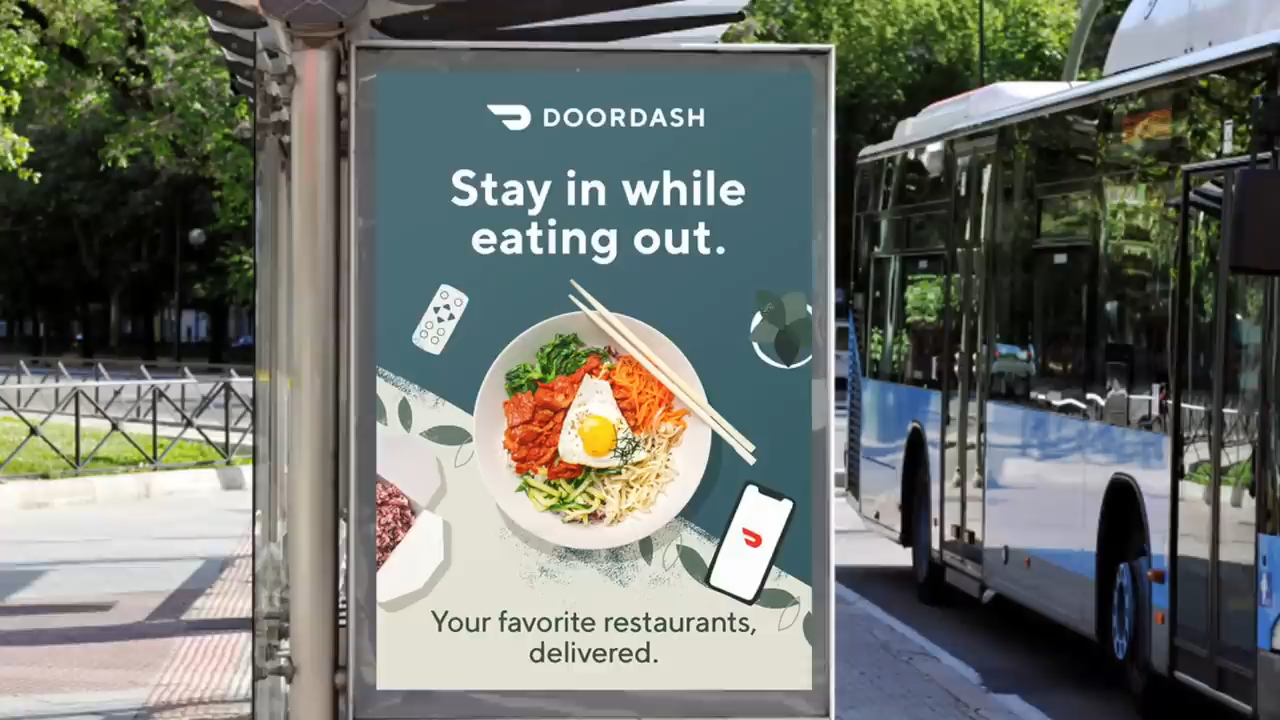 DOORDASH
Stay in while
eating out.
Your favorite restaurants,
delivered.